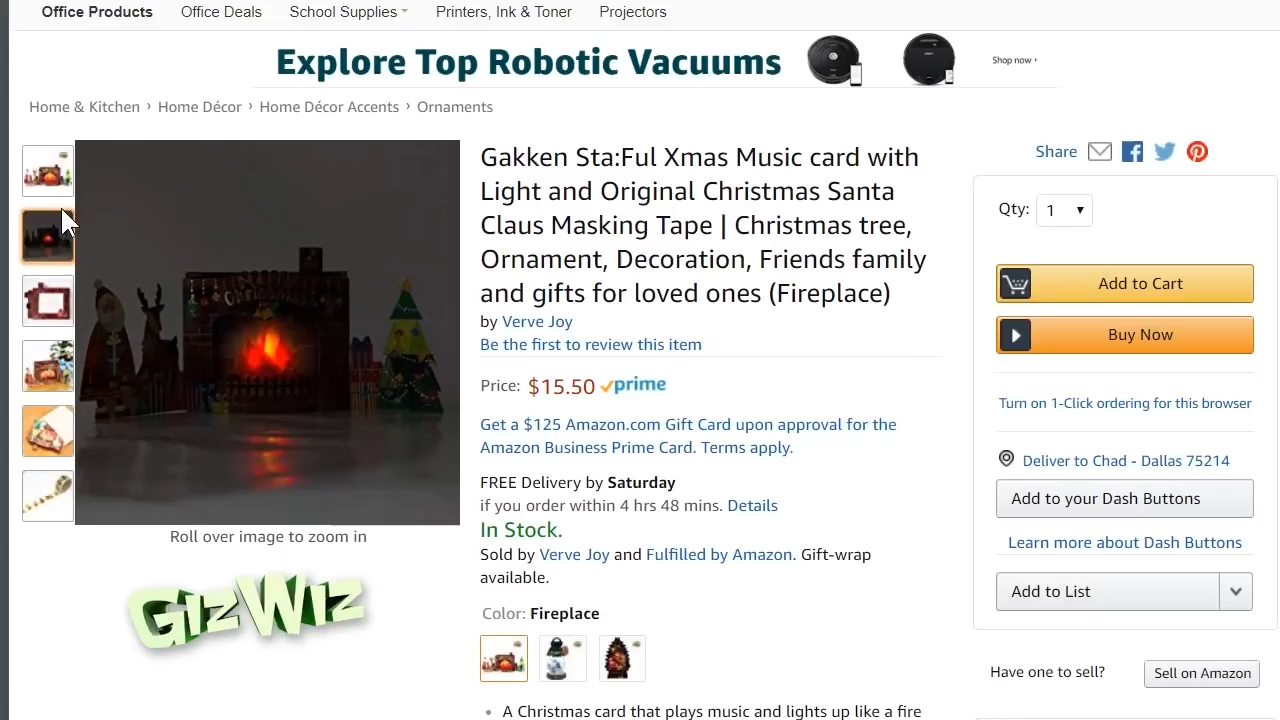 Office Products Office Deals School Supplies Printers, Ink & Toner Projectors
Explore Top Robotic Vacuums Shop now ›
Home & Kitchen › Home Décor › Home Décor Accents › Ornaments
Gakken Sta:Ful Xmas Music card with
Light and Original Christmas Santa
Claus Masking Tape | Christmas tree,
Ornament, Decoration, Friends family
and gifts for loved ones (Fireplace)
by Verve Joy
Be the first to review this item
Price: $15.50 prime
Get a $125 Amazon.com Gift Card upon approval for the
Amazon Business Prime Card. Terms apply.
FREE Delivery by Saturday
if you order within 4 hrs 48 mins. Details
In Stock.
Sold by Verve Joy and Fulfilled by Amazon. Gift-wrap
available.
Color: Fireplace
A Christmas card that plays music and lights up like a fire
Roll over image to zoom in
GizWiz
Share
Qty: 1
Add to Cart
Buy Now
Turn on 1-Click ordering for this browser
Deliver to Chad - Dallas 75214
Add to your Dash Buttons
Learn more about Dash Buttons
Add to List
Have one to sell? Sell on Amazon